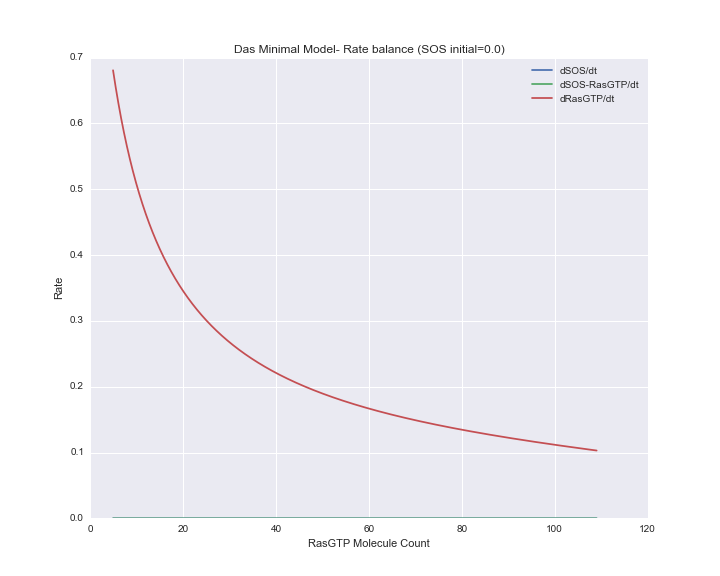 Das Minimal Model- Rate balance (SOS initial=0.0)
0.7
0.6
0.5
0.4
0.3
0.2
0.1
0.0
Rate
dSOS/dt
dSOS-RasGTP/dt
dRasGTP/dt
0
20
40
60
80
100
120
RasGTP Molecule Count